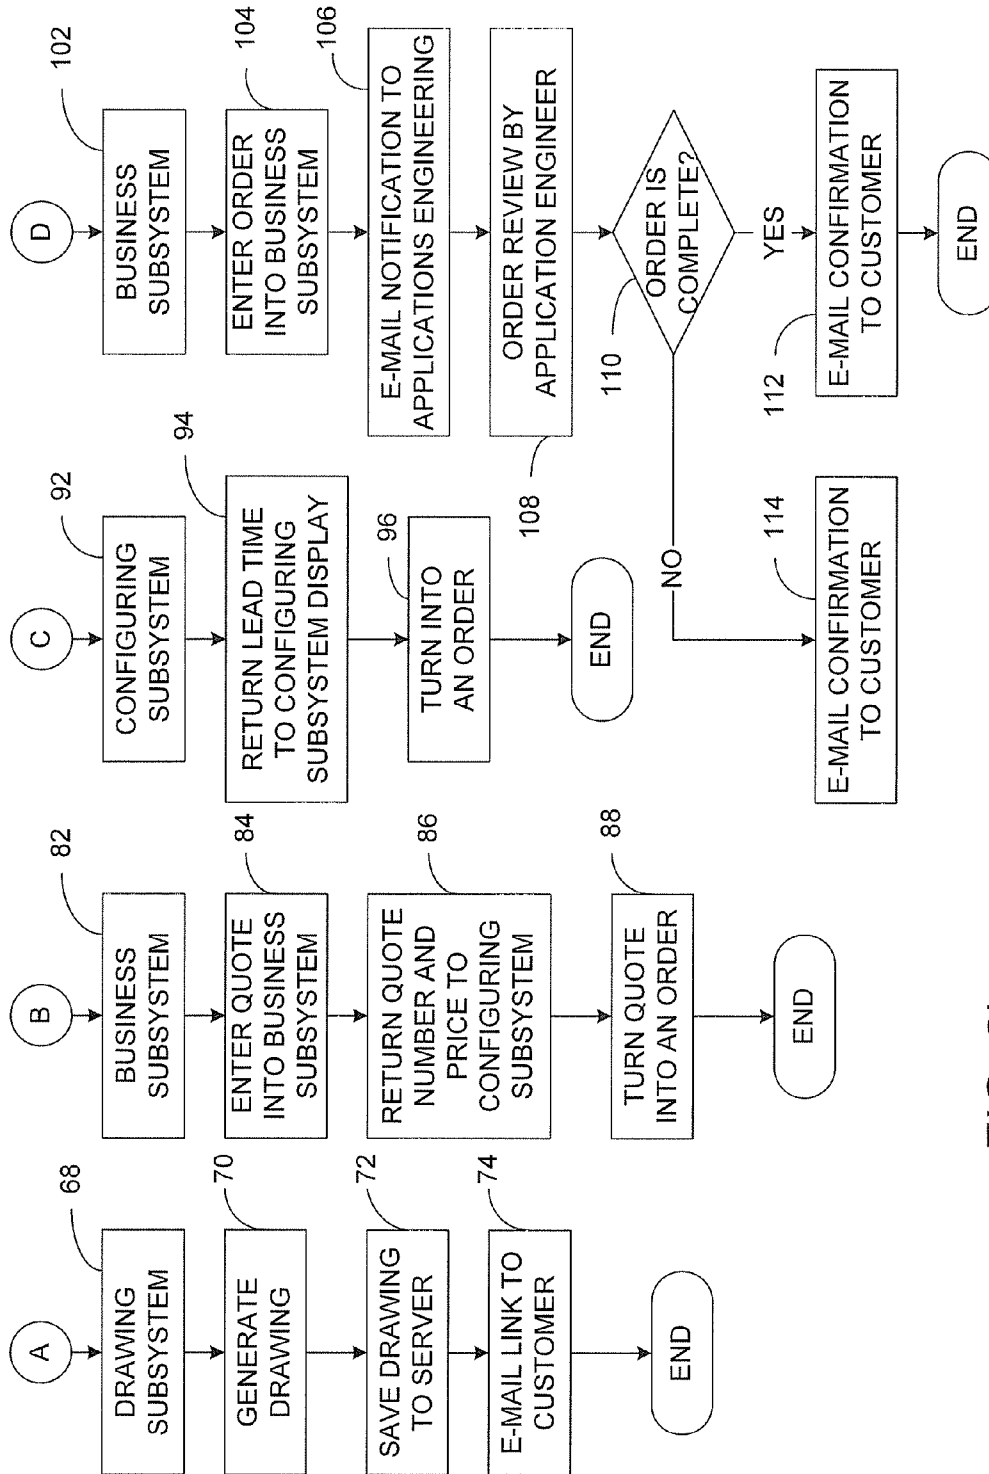 A
68
DRAWING
SUBSYSTEM
70
GENERATE
DRAWING
72
SAVE DRAWING
TO SERVER
74
E-MAIL LINK TO
CUSTOMER
END
B
82
BUSINESS
SUBSYSTEM
84
ENTER QUOTE
INTO BUSINESS
SUBSYSTEM
86
RETURN QUOTE
NUMBER AND
PRICE TO
CONFIGURING
SUBSYSTEM
88
TURN QUOTE
INTO AN ORDER
END
C
92
CONFIGURING
SUBSYSTEM
94
RETURN LEAD TIME
TO CONFIGURING
SUBSYSTEM DISPLAY
96
TURN INTO
AN ORDER
END
D
102
BUSINESS
SUBSYSTEM
104
ENTER ORDER
INTO BUSINESS
SUBSYSTEM
106
E-MAIL NOTIFICATION TO
APPLICATIONS ENGINEERING
108
ORDER REVIEW BY
APPLICATION ENGINEER
110
ORDER IS
COMPLETE?
NO
YES
114
E-MAIL CONFIRMATION
TO CUSTOMER
112
E-MAIL CONFIRMATION
TO CUSTOMER
END